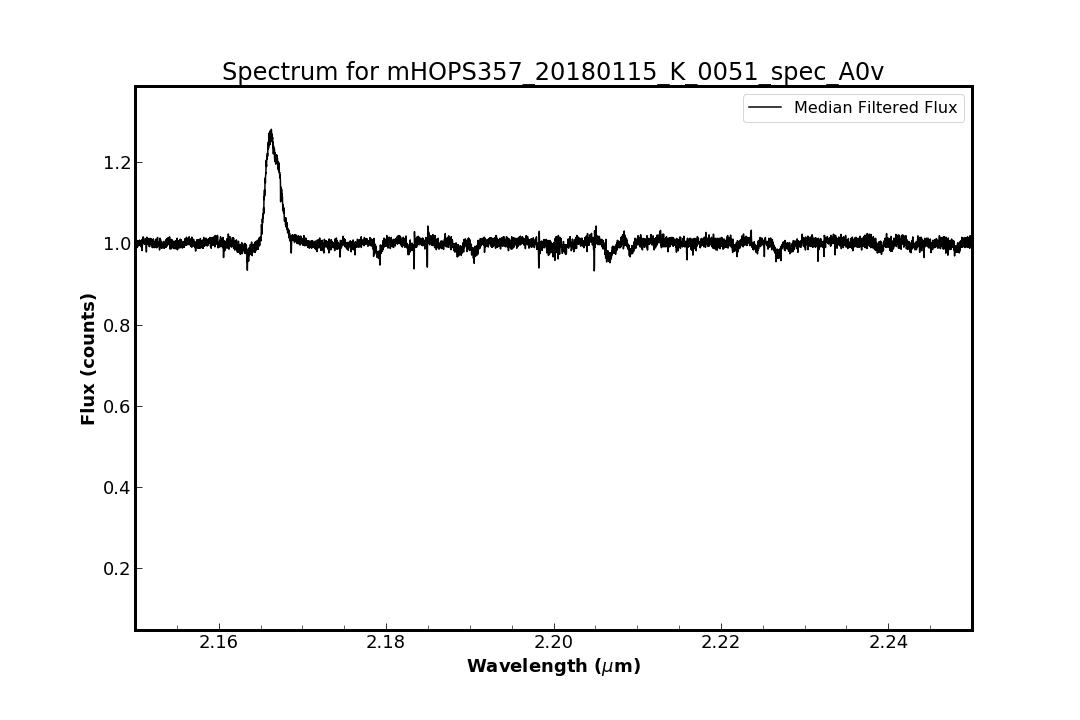 Spectrum for mHOPS357_20180115_K_0051_spec_A0v
Median Filtered Flux
1.2
1.0
0.8
0.6
0.4
0.2
Flux (counts)
2.16 2.18 2.20 2.22 2.24
Wavelength (μm)